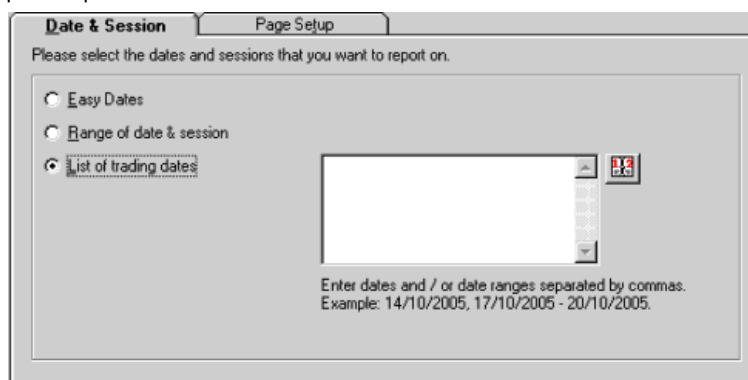 Date & Session
Page Setup
Please select the dates and sessions that you want to report on.
Easy Dates
Range of date & session
List of trading dates
Enter dates and / or date ranges separated by commas.
Example: 14/10/2005, 17/10/2005 - 20/10/2005.